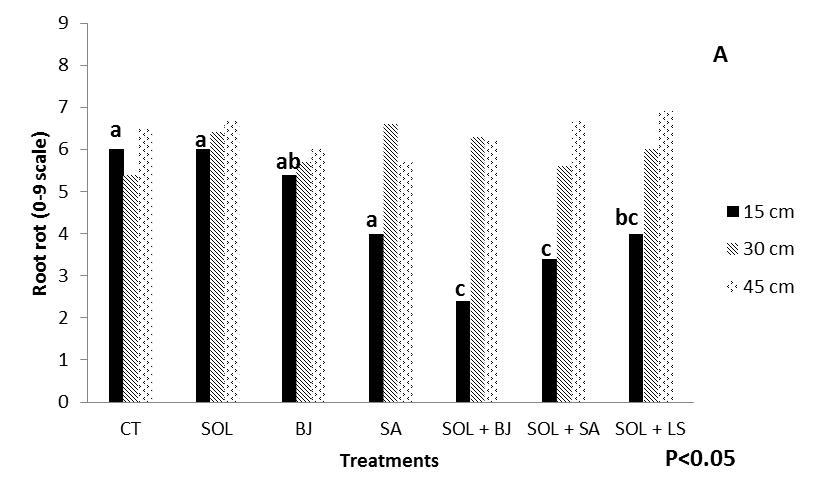 A
Root rot (0-9 scale)
9
8
7
6
5
4
3
2
1
0
a
a
ab
a
c
c
bc
15 cm
30 cm
45 cm
CT SOL BJ SA SOL + BJ SOL + SA SOL + LS
Treatments
P<0.05